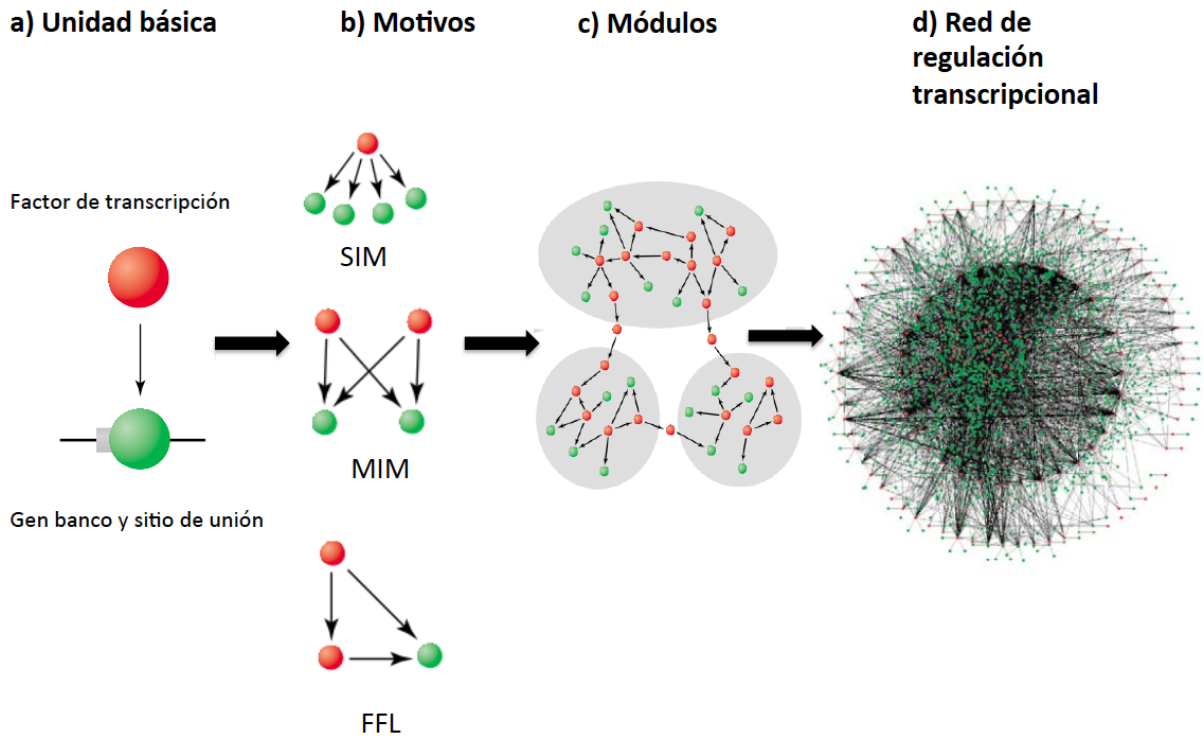 a) Unidad básica
b) Motivos
c) Módulos
d) Red de
regulación
transcripcional
Factor de transcripción
SIM
MIM
Gen banco y sitio de unión
FFL